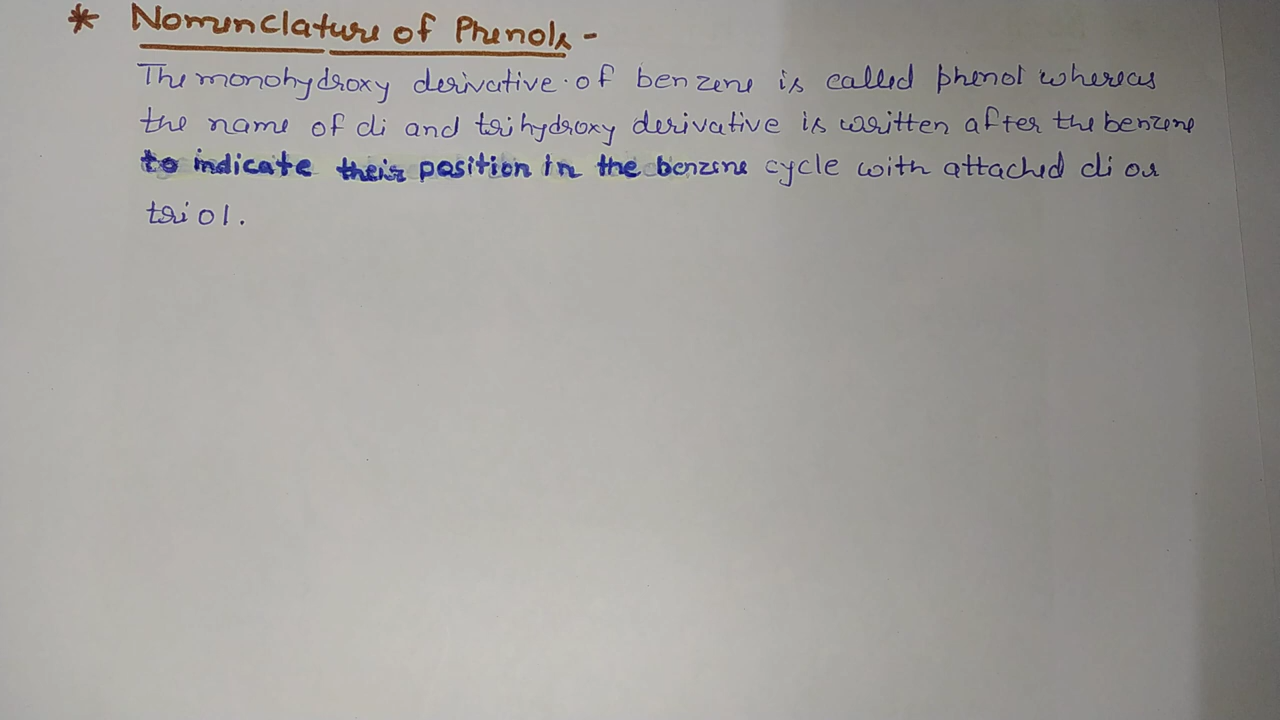 * Nomenclature of Phenols -
The monohydroxy derivative of benzene is called phenol whereas
the name of di and trihydroxy derivative is written after the benzene
to indicate their position in the benzene cycle with attached di or
triol.